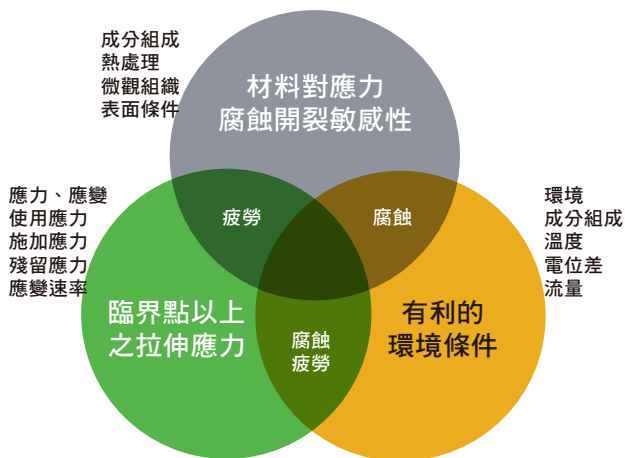 成分組成
熱處理
微觀組織
表面條件
材料對應力
腐蝕開裂敏感性
應力、應變
使用應力
施加應力
殘留應力
應變速率
疲勞
腐蝕
環境
成分組成
溫度
電位差
流量
臨界點以上
之拉伸應力
腐蝕
疲勞
有利的
環境條件